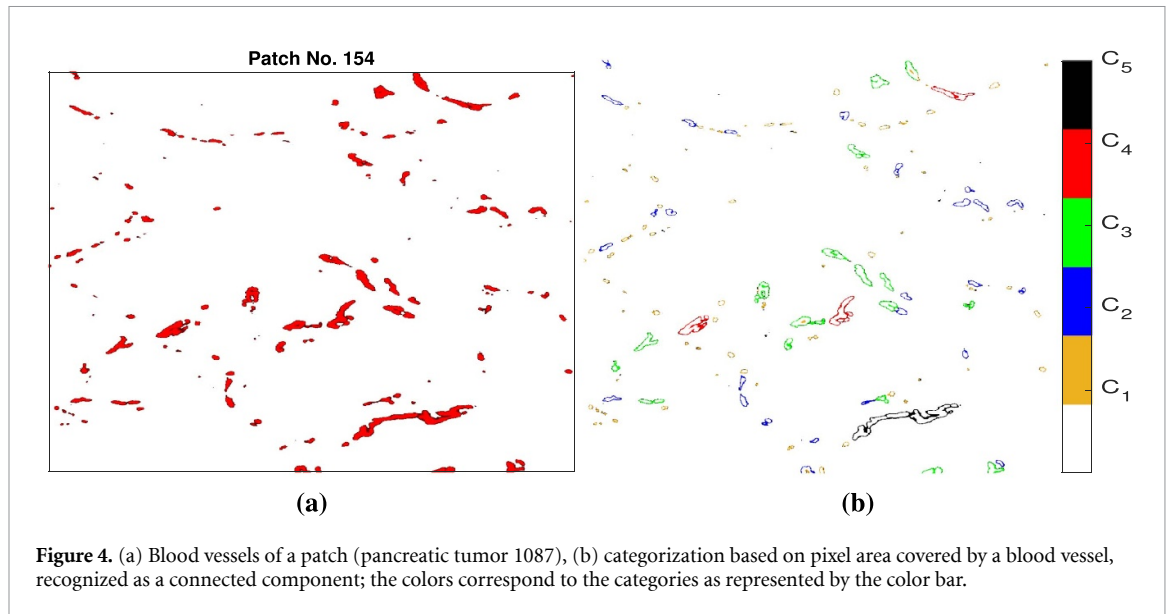 Patch No. 154
C5
C4
C3
C2
C1
(a)
(b)
Figure 4. (a) Blood vessels of a patch (pancreatic tumor 1087), (b) categorization based on pixel area covered by a blood vessel,
recognized as a connected component; the colors correspond to the categories as represented by the color bar.